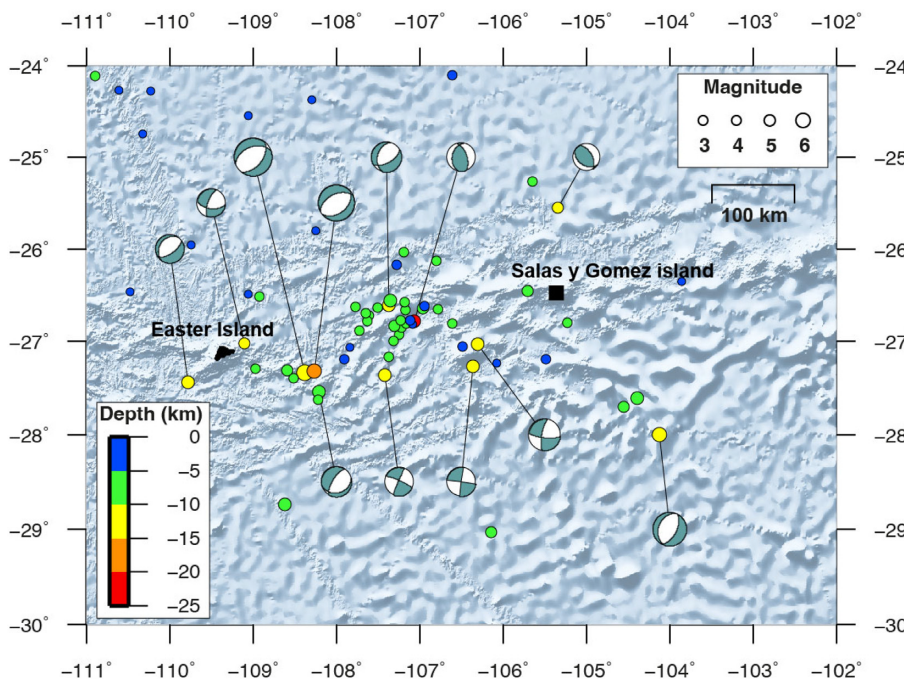 −111˚ −110˚ −109˚ −108˚ −107˚ −106˚ −105˚ −104˚ −103˚ −102˚
−24˚ −24˚
Magnitude
3 4 5 6
−25˚ −25˚
100 km
−26˚ −26˚
Salas y Gomez island
Easter Island
−27˚ −27˚
Depth (km)
0
−28˚ −28˚
−5
−10
−29˚ −29˚
−15
−20
−25
−30˚ −30˚
−111˚ −110˚ −109˚ −108˚ −107˚ −106˚ −105˚ −104˚ −103˚ −102˚